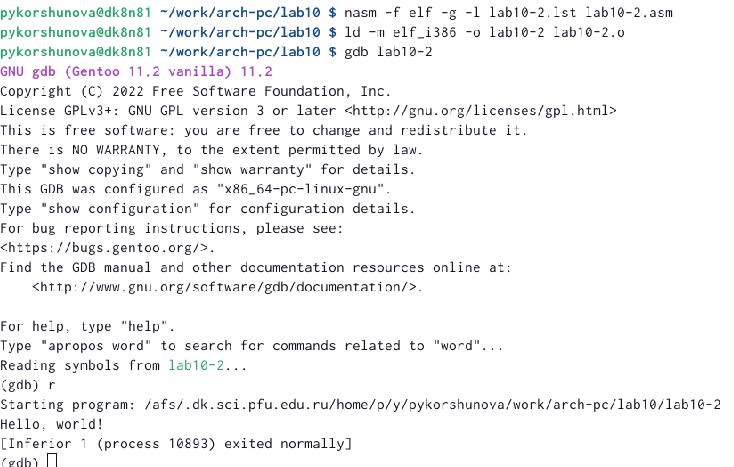 pykorshunova@dk8n81 ~/work/arch-pc/lab10 $ nasm -f elf -g -l lab10-2.lst lab10-2.asm
pykorshunova@dk8n81 ~/work/arch-pc/lab10 $ ld -m elf_i386 -o lab10-2 lab10-2.o
pykorshunova@dk8n81 ~/work/arch-pc/lab10 $ gdb lab10-2
GNU gdb (Gentoo 11.2 vanilla) 11.2
Copyright (C) 2022 Free Software Foundation, Inc.
License GPLv3+: GNU GPL version 3 or later <http://gnu.org/licenses/gpl.html>
This is free software: you are free to change and redistribute it.
There is NO WARRANTY, to the extent permitted by law.
Type "show copying" and "show warranty" for details.
This GDB was configured as "x86_64-pc-linux-gnu".
Type "show configuration" for configuration details.
For bug reporting instructions, please see:
<https://bugs.gentoo.org/>.
Find the GDB manual and other documentation resources online at:
    <http://www.gnu.org/software/gdb/documentation/>.

For help, type "help".
Type "apropos word" to search for commands related to "word"...
Reading symbols from lab10-2...
(gdb) r
Starting program: /afs/.dk.sci.pfu.edu.ru/home/p/y/pykorshunova/work/arch-pc/lab10/lab10-2
Hello, world!
[Inferior 1 (process 10893) exited normally]
(gdb)